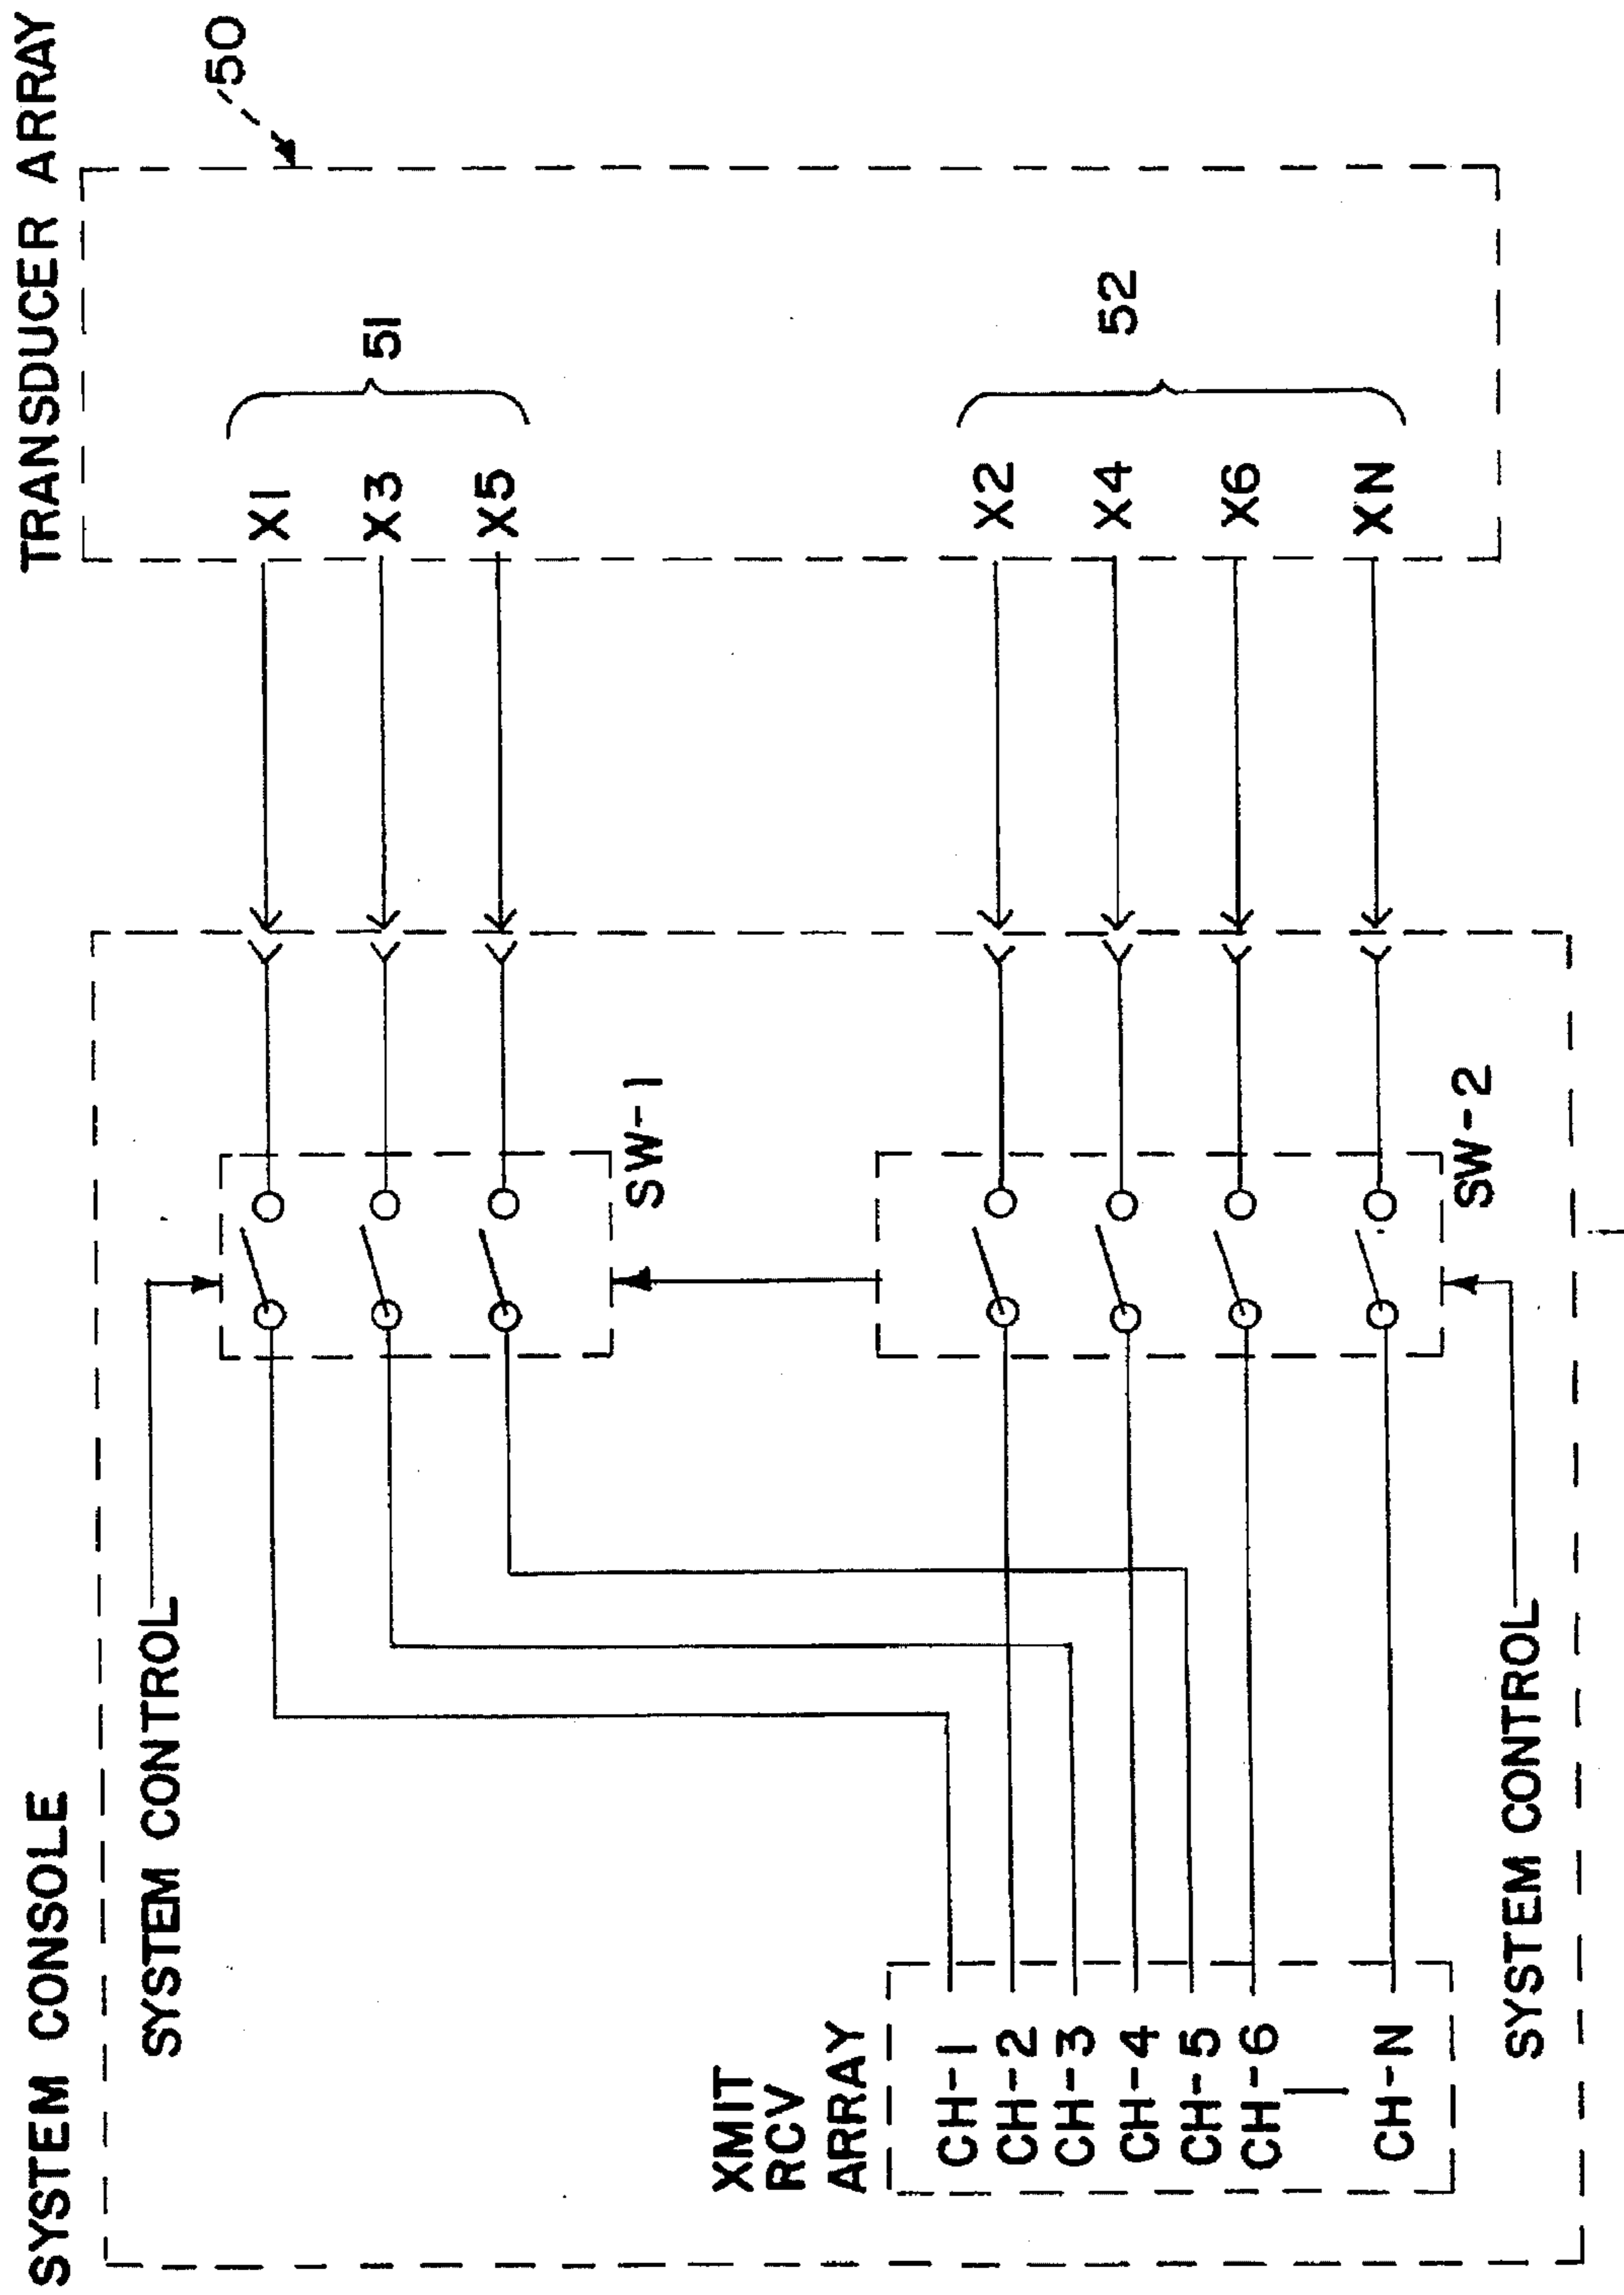 SYSTEM CONSOLE
TRANSDUCER ARRAY
50
SYSTEM CONTROL
X1
X3
X5
51
SW-1
XMIT
RCV
ARRAY
CH-1
CH-2
CH-3
CH-4
CH-5
CH-6
CH-N
X2
X4
X6
XN
52
SW-2
SYSTEM CONTROL